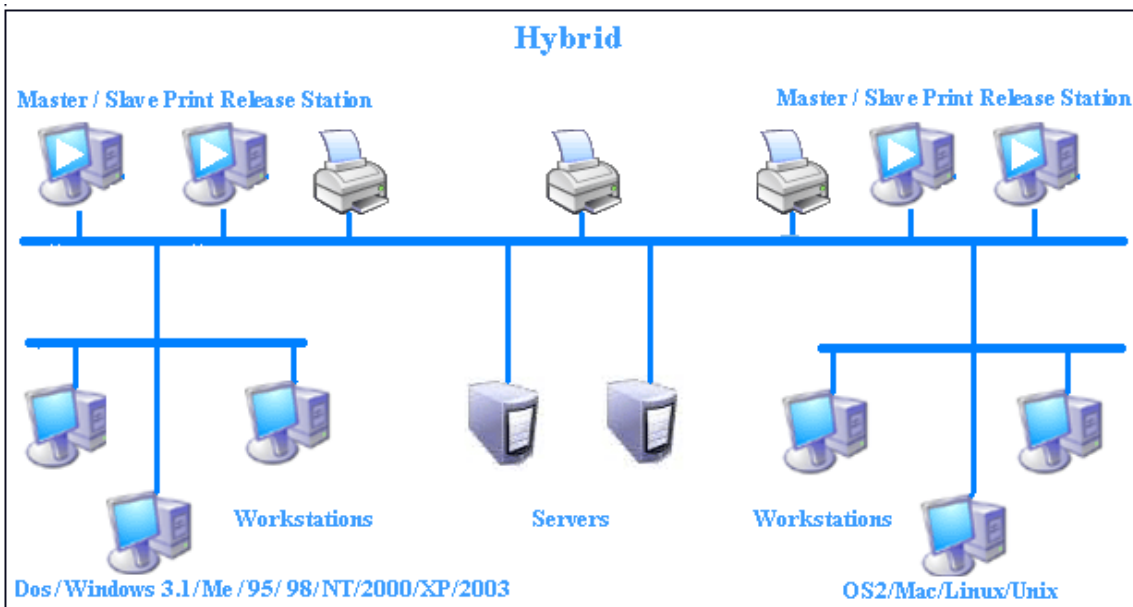 Hybrid
Master / Slave Print Release Station
Master / Slave Print Release Station
Workstations
Servers
Workstations
Dos/Windows 3.1/Me/95/ 98/NT/2000/XP/2003
OS2/Mac/Linux/Unix